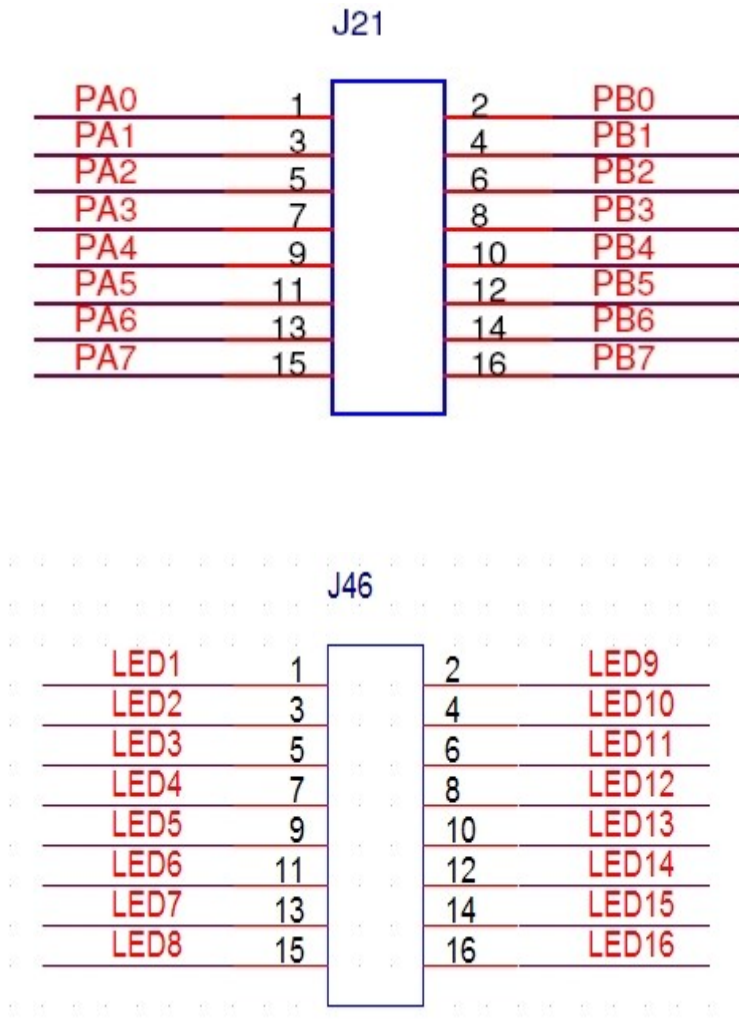 J21
PA0 1 2 PB0
PA1 3 4 PB1
PA2 5 6 PB2
PA3 7 8 PB3
PA4 9 10 PB4
PA5 11 12 PB5
PA6 13 14 PB6
PA7 15 16 PB7
J46
LED1 1 2 LED9
LED2 3 4 LED10
LED3 5 6 LED11
LED4 7 8 LED12
LED5 9 10 LED13
LED6 11 12 LED14
LED7 13 14 LED15
LED8 15 16 LED16